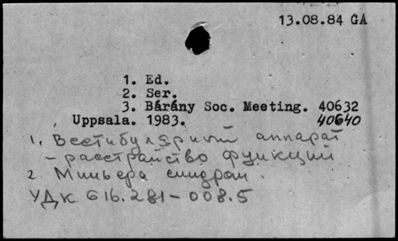 13.08.84 GA
1. Ed.
2. Ser.
3. Bárány Soc. Meeting. 40632
Uppsala. 1983. 40640
1. Вестибулярный аппарат
- расстройство функций
2. Миньера синдром.
УДК 616.281-008.5